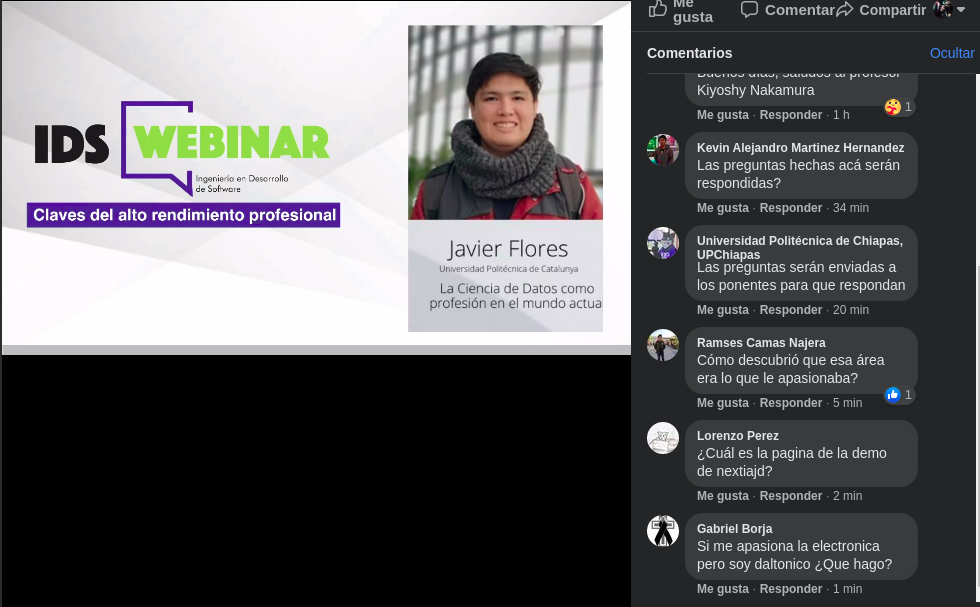 IDS WEBINAR
Ingeniería en Desarrollo
de Software
Claves del alto rendimiento profesional
Javier Flores
Universidad Politécnica de Catalunya
La Ciencia de Datos como
profesión en el mundo actua
Me
gusta
Comentar
Compartir
Comentarios
Ocultar
Buenos días, saludos al profesor
Kiyoshy Nakamura
Me gusta · Responder · 1 h
1
Kevin Alejandro Martinez Hernandez
Las preguntas hechas acá serán
respondidas?
Me gusta · Responder · 34 min
Universidad Politécnica de Chiapas,
UPChiapas
Las preguntas serán enviadas a
los ponentes para que respondan
Me gusta · Responder · 20 min
Ramses Camas Najera
Cómo descubrió que esa área
era lo que le apasionaba?
Me gusta · Responder · 5 min
1
Lorenzo Perez
¿Cuál es la pagina de la demo
de nextiajd?
Me gusta · Responder · 2 min
Gabriel Borja
Si me apasiona la electronica
pero soy daltonico ¿Que hago?
Me gusta · Responder · 1 min